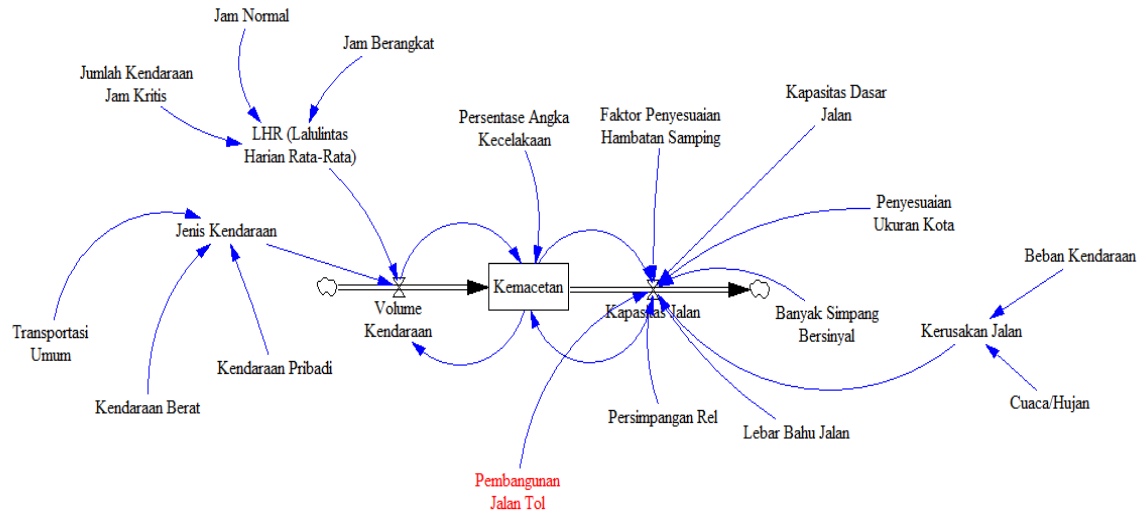 Jam Normal
Jam Berangkat
Jumlah Kendaraan
Jam Kritis
LHR (Lalulintas
Harian Rata-Rata)
Persentase Angka
Kecelakaan
Faktor Penyesuaian
Hambatan Samping
Kapasitas Dasar
Jalan
Penyesuaian
Ukuran Kota
Jenis Kendaraan
Beban Kendaraan
Kemacetan
Volume
Kendaraan
Kapasitas Jalan
Banyak Simpang
Bersinyal
Kerusakan Jalan
Transportasi
Umum
Kendaraan Pribadi
Kendaraan Berat
Persimpangan Rel
Lebar Bahu Jalan
Cuaca/Hujan
Pembangunan
Jalan Tol